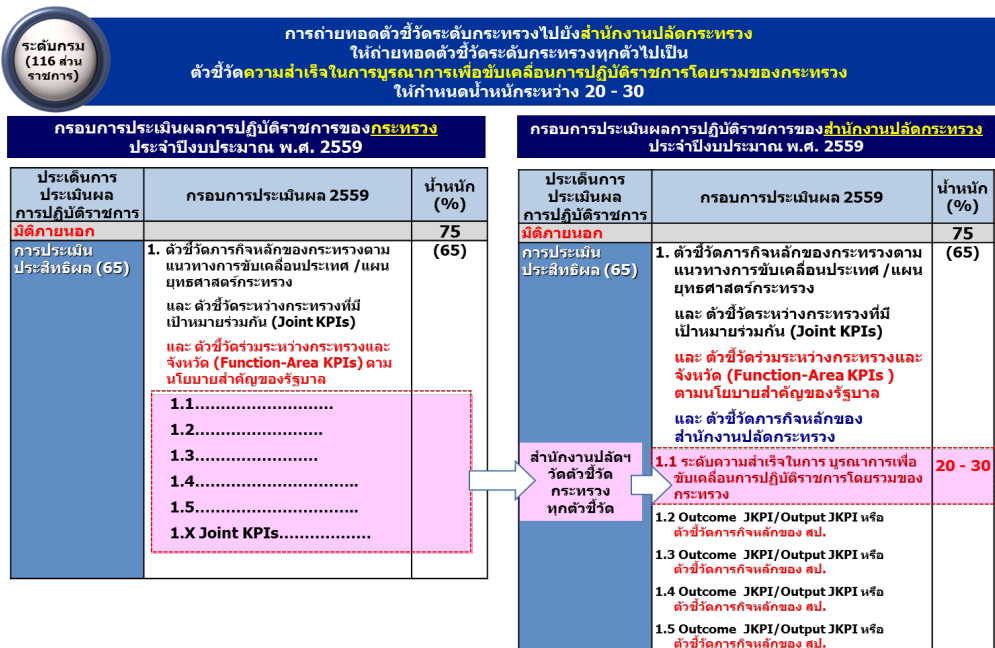 ระดับกรม
(116 ส่วน
ราชการ)
การถ่ายทอดตัวชี้วัดระดับกระทรวงไปยังสำนักงานปลัดกระทรวง
ให้ถ่ายทอดตัวชี้วัดระดับกระทรวงทุกตัวไปเป็น
ตัวชี้วัดความสำเร็จในการบูรณาการเพื่อขับเคลื่อนการปฏิบัติราชการโดยรวมของกระทรวง
ให้กำหนดน้ำหนักระหว่าง 20 - 30
กรอบการประเมินผลการปฏิบัติราชการของกระทรวง
ประจำปีงบประมาณ พ.ศ. 2559
ประเด็นการ
ประเมินผล
การปฏิบัติราชการ
กรอบการประเมินผล 2559
น้ำหนัก
(%)
มิติภายนอก
75
การประเมิน
ประสิทธิผล (65)
1. ตัวชี้วัดภารกิจหลักของกระทรวงตาม
แนวทางการขับเคลื่อนประเทศ /แผน
ยุทธศาสตร์กระทรวง
และ ตัวชี้วัดระหว่างกระทรวงที่มี
เป้าหมายร่วมกัน (Joint KPIs)
และ ตัวชี้วัดร่วมระหว่างกระทรวงและ
จังหวัด (Function-Area KPIs) ตาม
นโยบายสำคัญของรัฐบาล
1.1...........................
1.2.........................
1.3........................
1.4................................
1.5................................
1.X Joint KPIs..................
(65)
กรอบการประเมินผลการปฏิบัติราชการของสำนักงานปลัดกระทรวง
ประจำปีงบประมาณ พ.ศ. 2559
ประเด็นการ
ประเมินผล
การปฏิบัติราชการ
กรอบการประเมินผล 2559
น้ำหนัก
(%)
มิติภายนอก
75
การประเมิน
ประสิทธิผล (65)
1. ตัวชี้วัดภารกิจหลักของกระทรวงตาม
แนวทางการขับเคลื่อนประเทศ /แผน
ยุทธศาสตร์กระทรวง
และ ตัวชี้วัดระหว่างกระทรวงที่มี
เป้าหมายร่วมกัน (Joint KPIs)
และ ตัวชี้วัดร่วมระหว่างกระทรวงและ
จังหวัด (Function-Area KPIs )
ตามนโยบายสำคัญของรัฐบาล
และ ตัวชี้วัดภารกิจหลักของ
สำนักงานปลัดกระทรวง
(65)
สำนักงานปลัดฯ
วัดตัวชี้วัด
กระทรวง
ทุกตัวชี้วัด
1.1 ระดับความสำเร็จในการ บูรณาการเพื่อ
ขับเคลื่อนการปฏิบัติราชการโดยรวมของ
กระทรวง
20 - 30
1.2 Outcome JKPI/Output JKPI หรือ
ตัวชี้วัดภารกิจหลักของ สป.
1.3 Outcome JKPI/Output JKPI หรือ
ตัวชี้วัดภารกิจหลักของ สป.
1.4 Outcome JKPI/Output JKPI หรือ
ตัวชี้วัดภารกิจหลักของ สป.
1.5 Outcome JKPI/Output JKPI หรือ
ตัวชี้วัดภารกิจหลักของ สป.